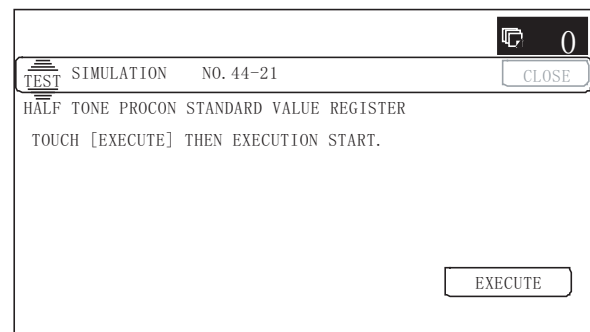 0
TEST SIMULATION NO. 44-21 CLOSE
HALF TONE PROCON STANDARD VALUE REGISTER
TOUCH [EXECUTE] THEN EXECUTION START.
EXECUTE